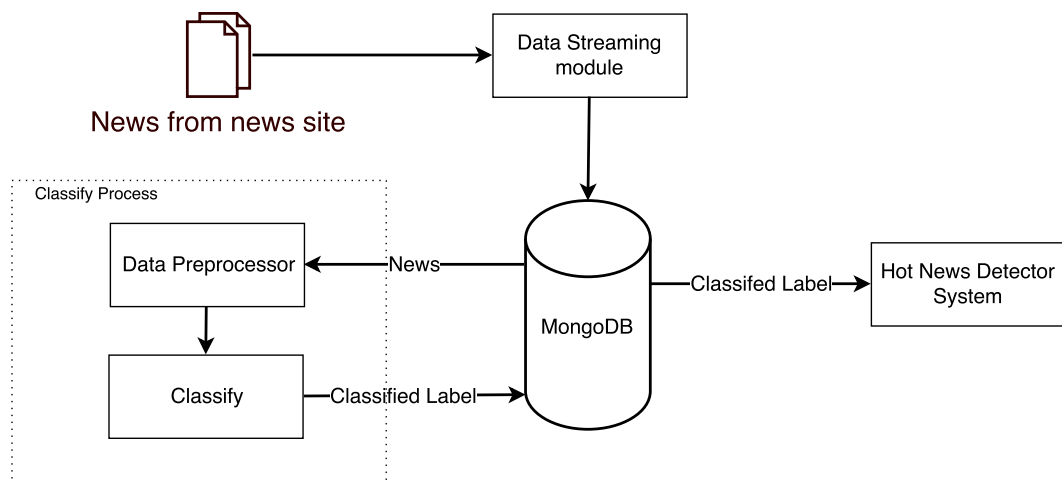 Data Streaming
module
News from news site
Classify Process
Data Preprocessor
News
Classifed Label
Hot News Detector
System
MongoDB
Classify
Classified Label